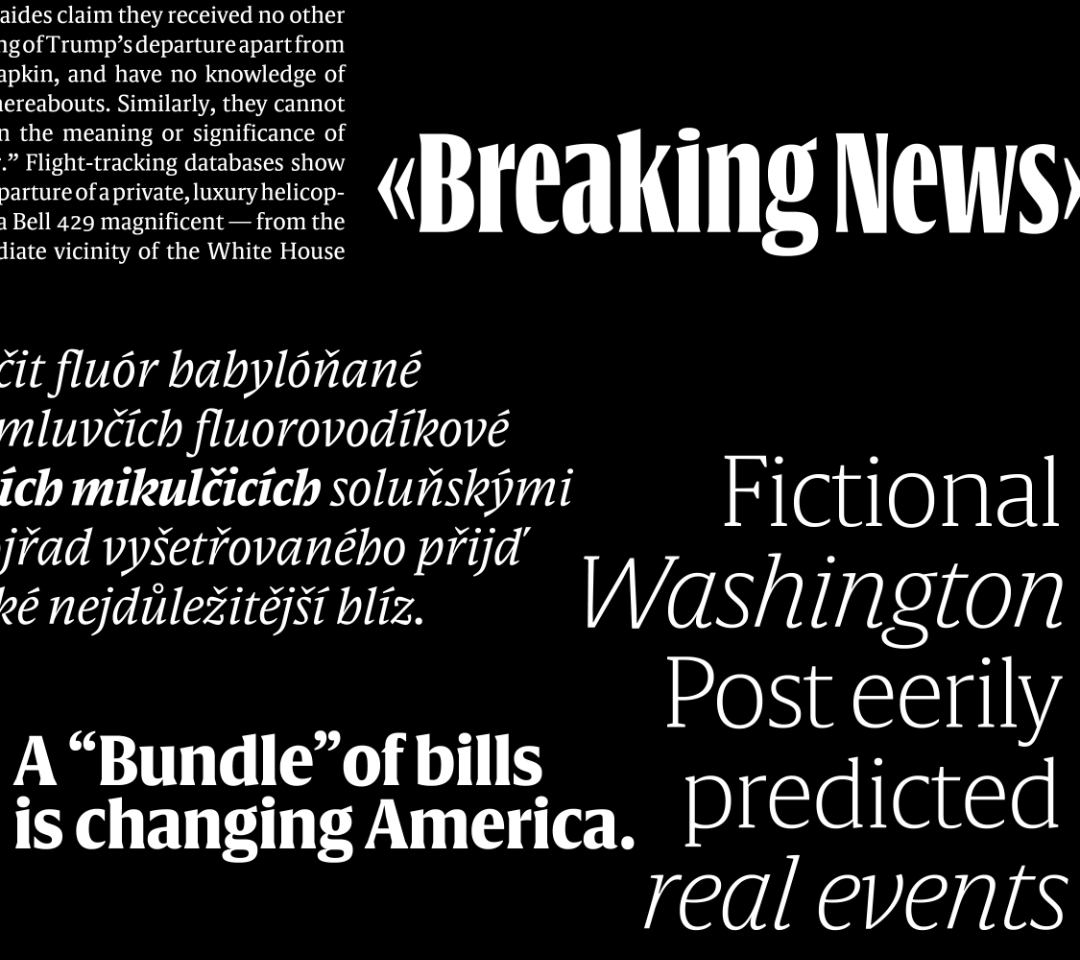 aides claim they received no other
ng of Trump’s departure apart from
apkin, and have no knowledge of
hereabouts. Similarly, they cannot
n the meaning or significance of
.” Flight-tracking databases show
parture of a private, luxury helicop-
a Bell 429 magnificent — from the
diate vicinity of the White House
«Breaking News»
čit fluór babylóňané
mluvčích fluorovodíkové
ích mikulčicích soluňskými
jřad vyšetřovaného přijď
ké nejdůležitější blíz.
Fictional
Washington
Post eerily
predicted
real events
A “Bundle” of bills
is changing America.